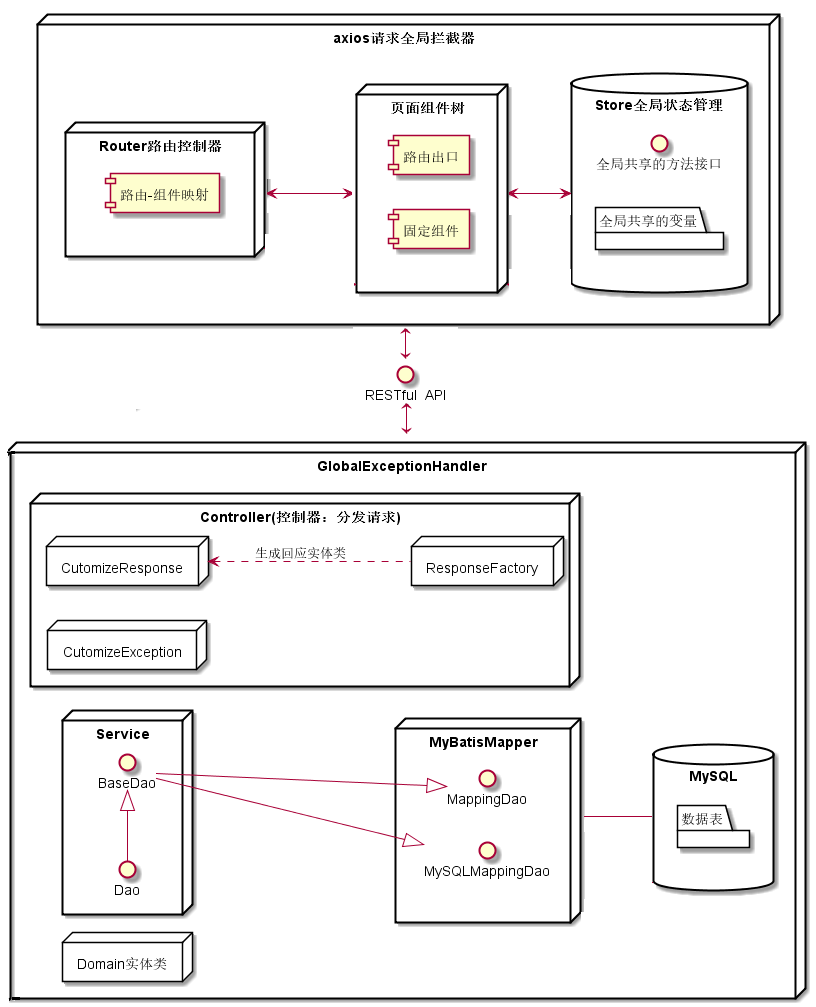 axios请求全局拦截器
Router路由控制器
路由-组件映射
页面组件树
路由出口
固定组件
Store全局状态管理
全局共享的方法接口
全局共享的变量
RESTful API
GlobalExceptionHandler
Controller(控制器：分发请求)
CutomizeResponse
生成回应实体类
ResponseFactory
CutomizeException
Service
BaseDao
Dao
MyBatisMapper
MappingDao
MySQLMappingDao
MySQL
数据表
Domain实体类